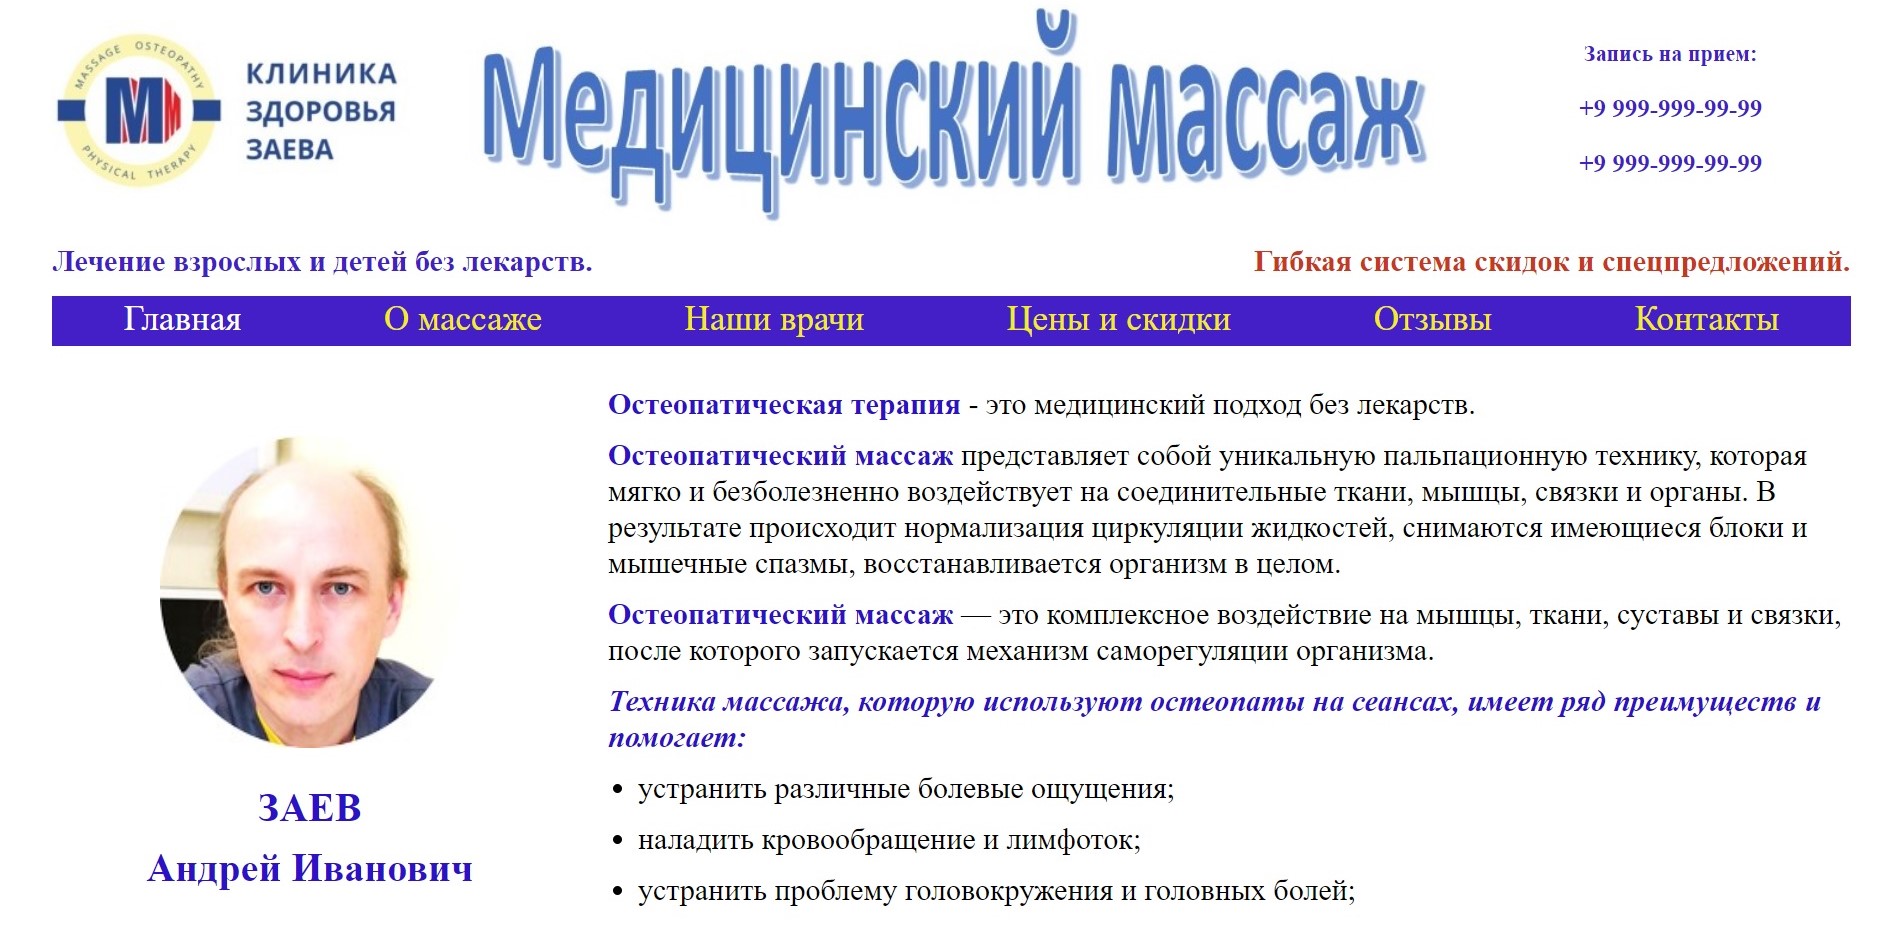 MASSAGE OSTEOPATHY
PHYSICAL THERAPY
КЛИНИКА
ЗДОРОВЬЯ
ЗАЕВА
Медицинский массаж
Запись на прием:
+9 999-999-99-99
+9 999-999-99-99
Лечение взрослых и детей без лекарств.
Гибкая система скидок и спецпредложений.
Главная О массаже Наши врачи Цены и скидки Отзывы Контакты
ЗАЕВ
Андрей Иванович
Остеопатическая терапия - это медицинский подход без лекарств.
Остеопатический массаж представляет собой уникальную пальпационную технику, которая
мягко и безболезненно воздействует на соединительные ткани, мышцы, связки и органы. В
результате происходит нормализация циркуляции жидкостей, снимаются имеющиеся блоки и
мышечные спазмы, восстанавливается организм в целом.
Остеопатический массаж — это комплексное воздействие на мышцы, ткани, суставы и связки,
после которого запускается механизм саморегуляции организма.
Техника массажа, которую используют остеопаты на сеансах, имеет ряд преимуществ и
помогает:
• устранить различные болевые ощущения;
• наладить кровообращение и лимфоток;
• устранить проблему головокружения и головных болей;